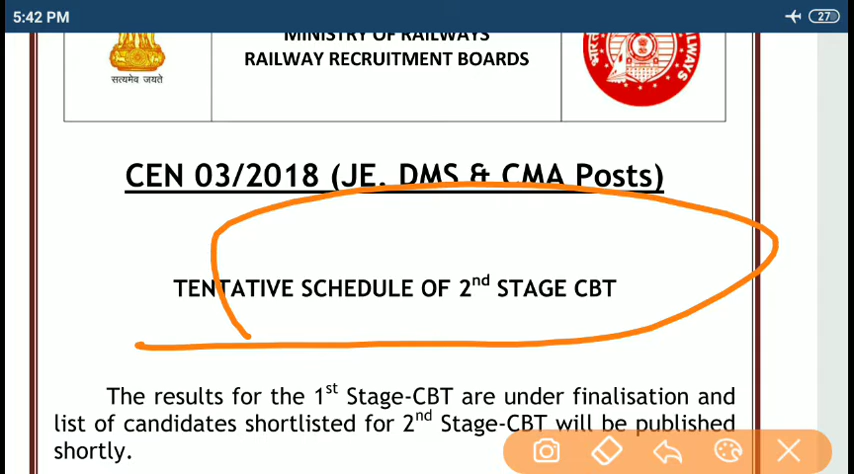 5:42 PM
27
MINISTRY OF RAILWAYS
RAILWAY RECRUITMENT BOARDS
सत्यमेव जयते
CEN 03/2018 (JE, DMS & CMA Posts)
TENTATIVE SCHEDULE OF 2nd STAGE CBT
The results for the 1st Stage-CBT are under finalisation and
list of candidates shortlisted for 2nd Stage-CBT will be published
shortly.